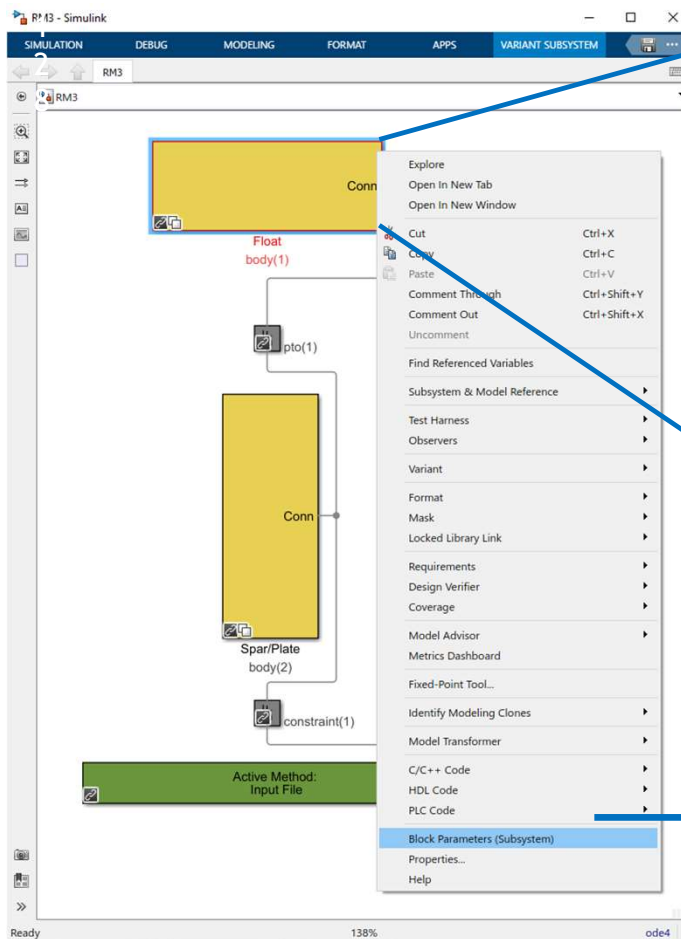 RM3 - Simulink
SIMULATION DEBUG MODELING FORMAT APPS VARIANT SUBSYSTEM
RM3
RM3
Conn
Float
body(1)
pto(1)
Conn
Spar/Plate
body(2)
constraint(1)
Active Method:
Input File
Explore
Open In New Tab
Open In New Window
Cut Ctrl+X
Copy Ctrl+C
Paste Ctrl+V
Comment Through Ctrl+Shift+Y
Comment Out Ctrl+Shift+X
Uncomment
Find Referenced Variables
Subsystem & Model Reference
Test Harness
Observers
Variant
Format
Mask
Locked Library Link
Requirements
Design Verifier
Coverage
Model Advisor
Metrics Dashboard
Fixed-Point Tool...
Identify Modeling Clones
Model Transformer
C/C++ Code
HDL Code
PLC Code
Block Parameters (Subsystem)
Properties...
Help
Ready 138% ode4